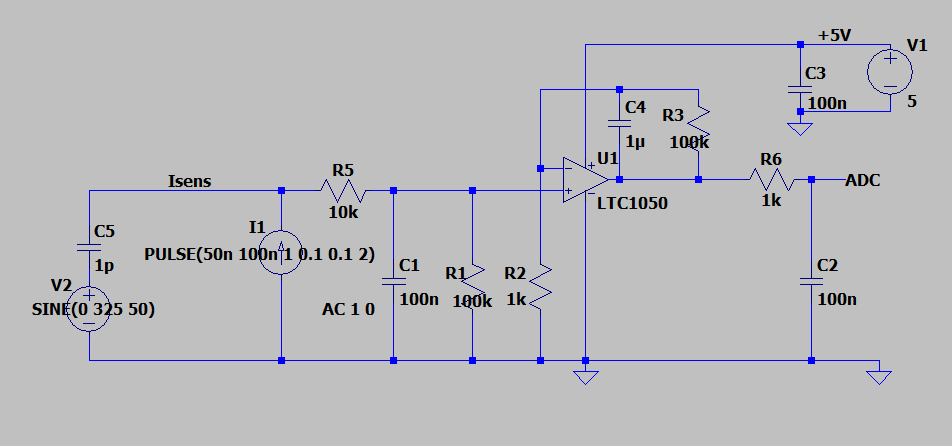 +5V
V1
C3
100n
5
C4
1µ
R3
100k
U1
LTC1050
R6
1k
ADC
R5
10k
Isens
I1
PULSE(50n 100n 1 0.1 0.1 2)
C5
1p
V2
SINE(0 325 50)
AC 1 0
C1
100n
R1
100k
R2
1k
C2
100n